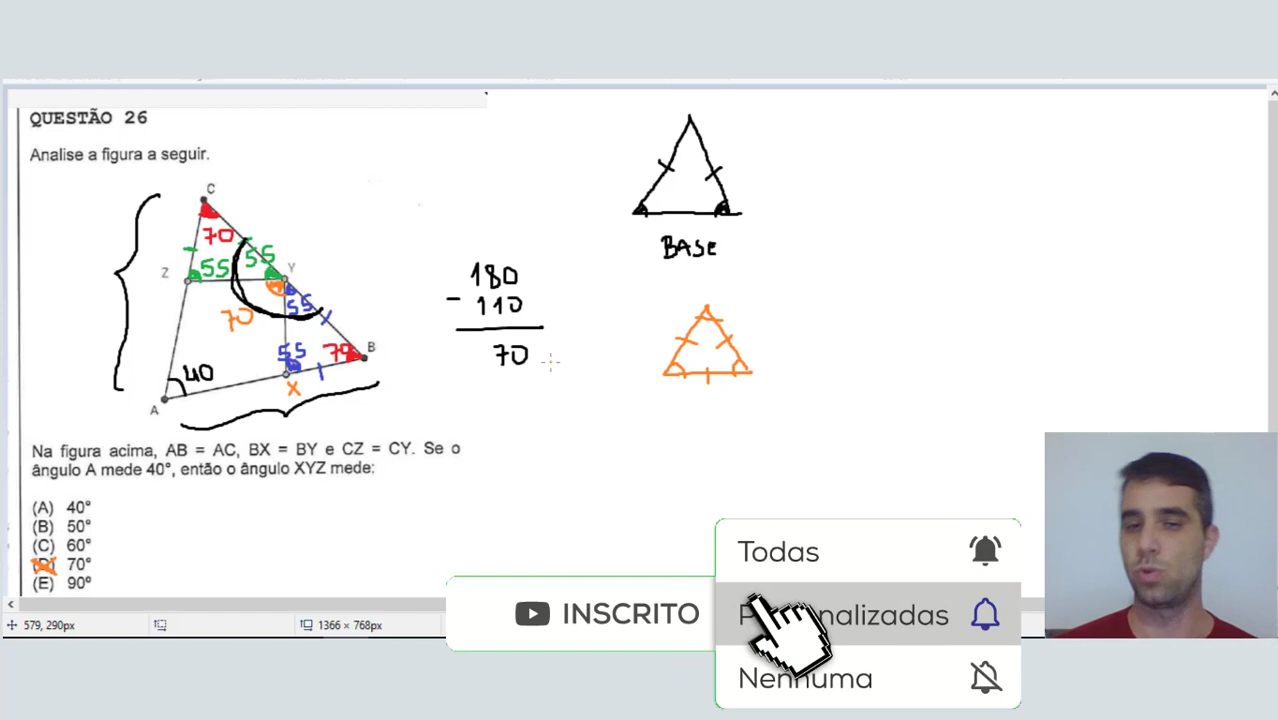 QUESTÃO 26
Analise a figura a seguir.
C
70
55
55
Z
Y
70
55
55
70
B
40
X
A
180
- 110
70
BASE
Na figura acima, AB = AC, BX = BY e CZ = CY. Se o
ângulo A mede 40°, então o ângulo XYZ mede:
(A) 40°
(B) 50°
(C) 60°
(D) 70°
(E) 90º
579, 290px
1366 × 768px
INSCRITO
Todas
Nenhuma